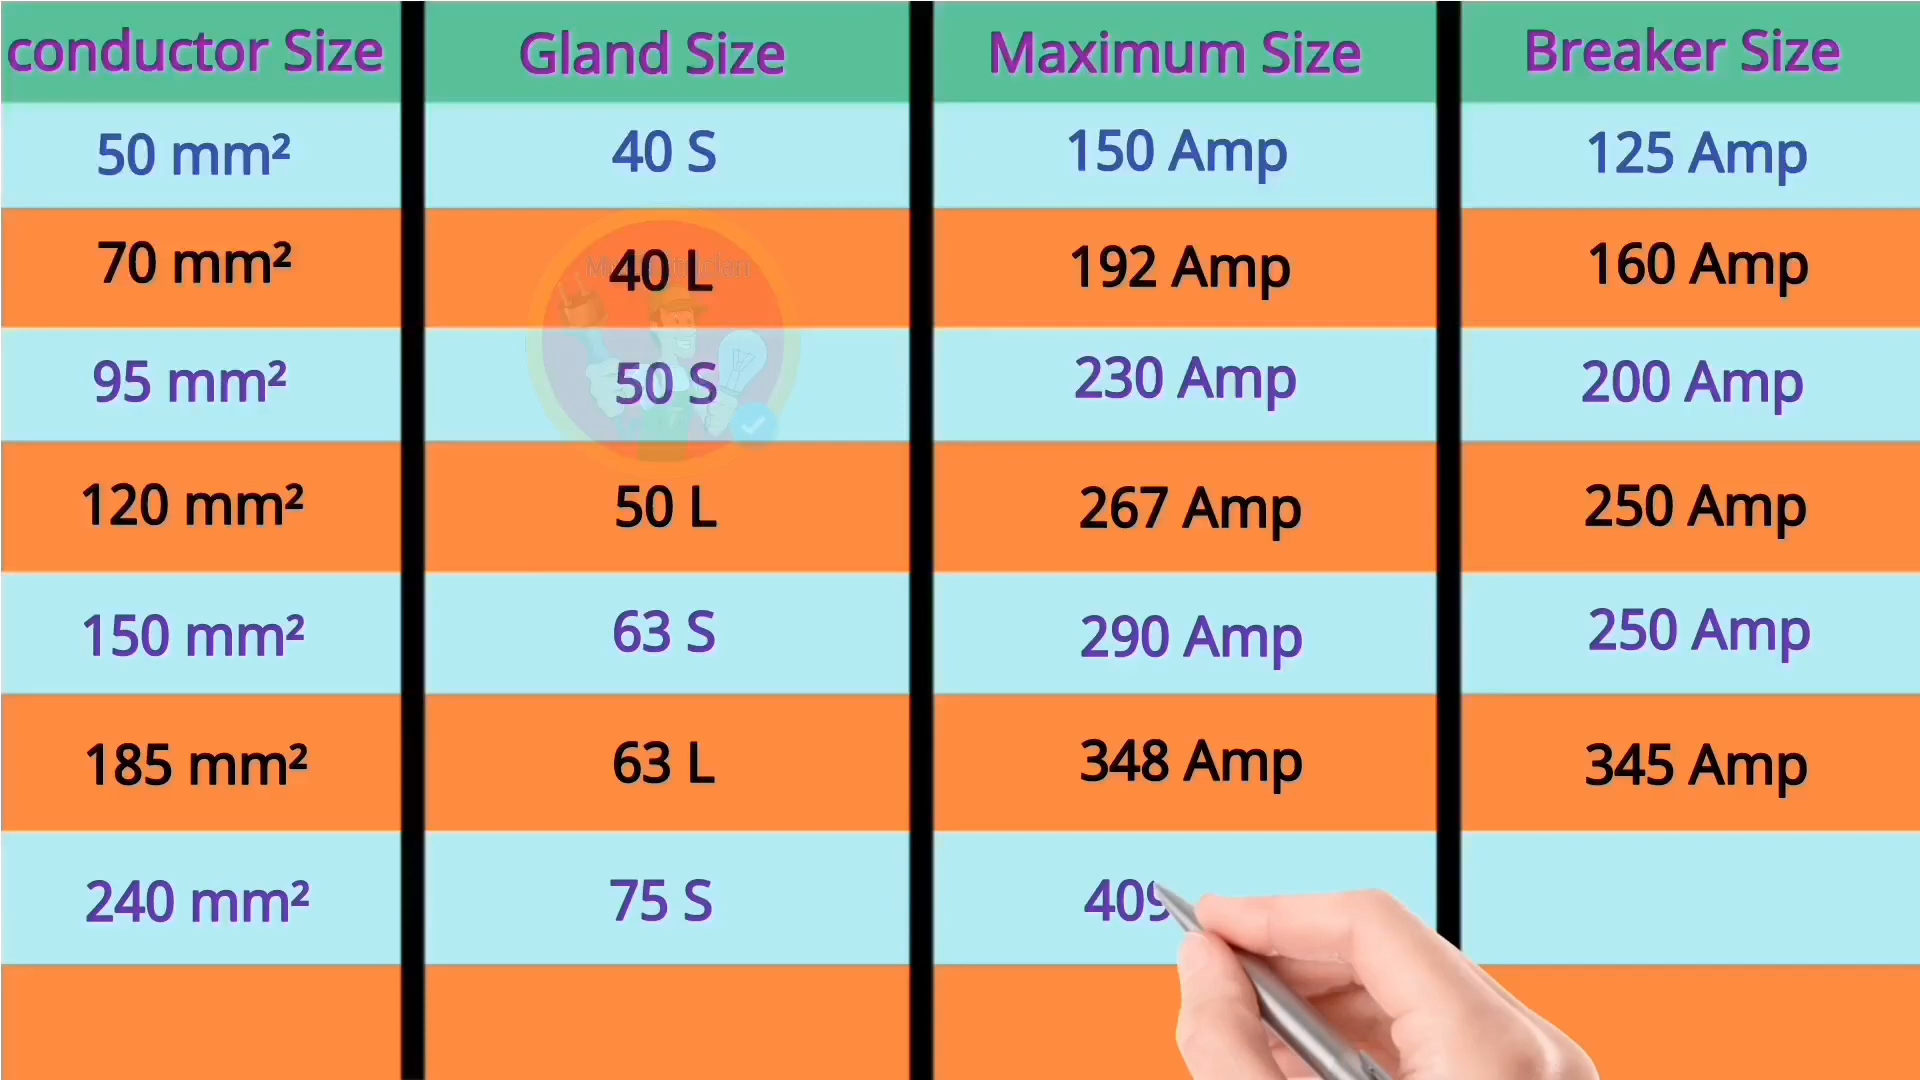 conductor Size Gland Size Maximum Size Breaker Size
50 mm² 40 S 150 Amp 125 Amp
70 mm² 40 L 192 Amp 160 Amp
95 mm² 50 S 230 Amp 200 Amp
120 mm² 50 L 267 Amp 250 Amp
150 mm² 63 S 290 Amp 250 Amp
185 mm² 63 L 348 Amp 345 Amp
240 mm² 75 S 409